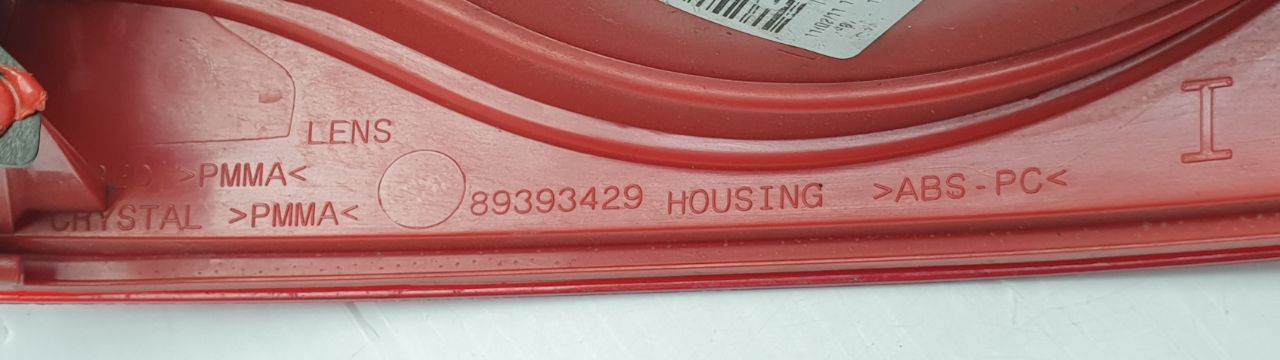 LENS
>PMMA<
CRYSTAL >PMMA<
89393429 HOUSING >ABS-PC<
I